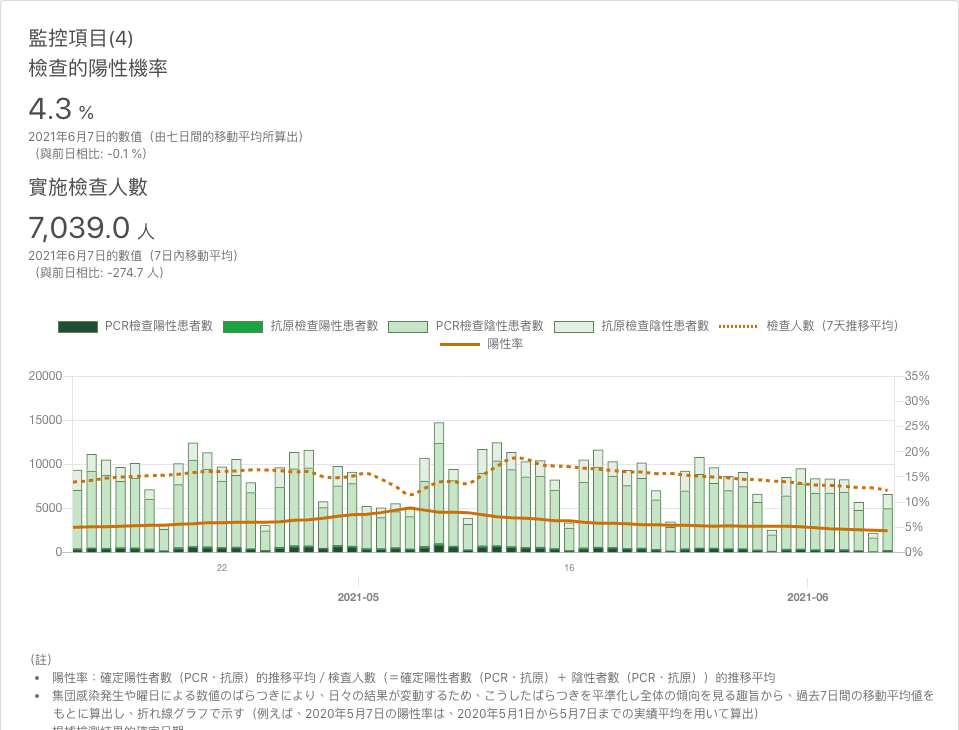 監控項目(4)
檢查的陽性機率
4.3 %
2021年6月7日的數值（由七日間的移動平均所算出）
（與前日相比: -0.1 %）
實施檢查人數
7,039.0 人
2021年6月7日的數值（7日內移動平均）
（與前日相比: -274.7 人）
PCR檢查陽性患者數 抗原檢查陽性患者數 PCR檢查陰性患者數 抗原檢查陰性患者數 檢查人數（7天推移平均）
陽性率
20000 35%
30%
15000 25%
20%
10000 15%
10%
5000 5%
0 0%
22 16
2021-05 2021-06
（註）
• 陽性率：確定陽性者數（PCR・抗原）的推移平均 / 検査人數（＝確定陽性者數（PCR・抗原）＋ 陰性者數（PCR・抗原））的推移平均
• 集団感染発生や曜日による数値のばらつきにより、日々の結果が変動するため、こうしたばらつきを平準化し全体の傾向を見る趣旨から、過去7日間の移動平均値を
もとに算出し、折れ線グラフで示す（例えば、2020年5月7日の陽性率は、2020年5月1日から5月7日までの実績平均を用いて算出）